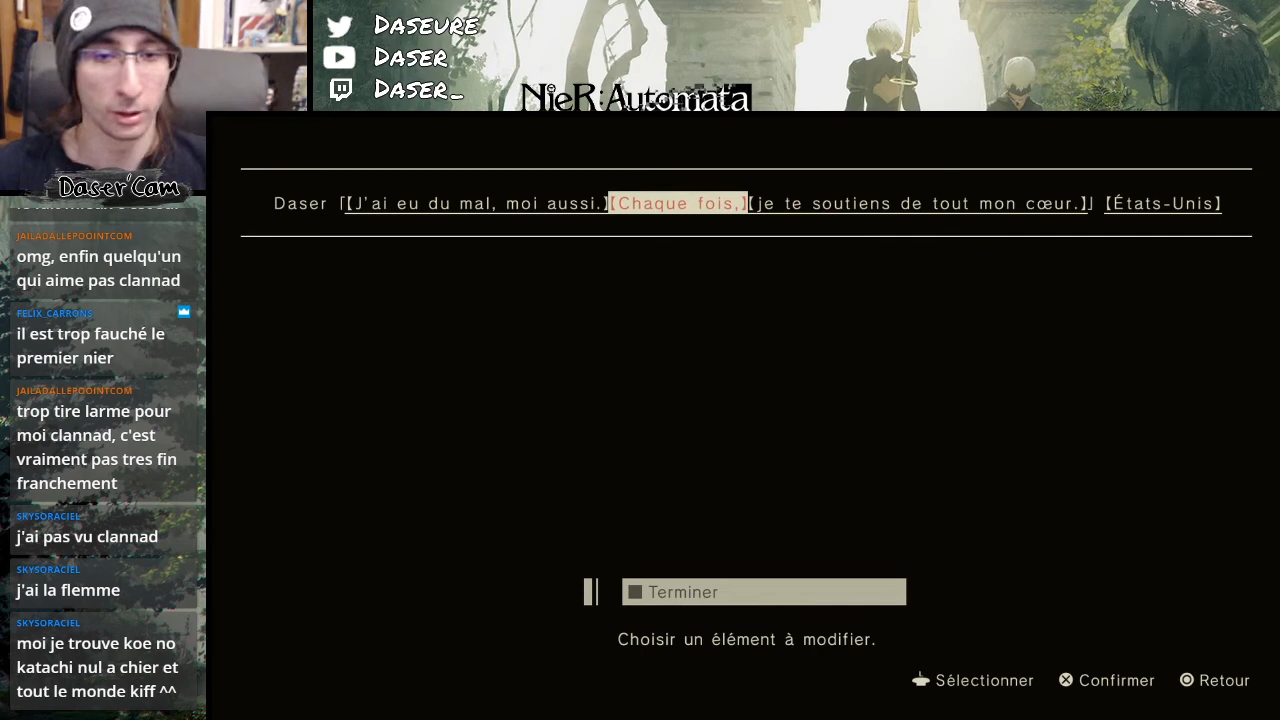 DASEURE
DASER
DASER_
NieR:Automata
Daser'Cam
Daser「【J'ai eu du mal, moi aussi.】【Chaque fois,】【je te soutiens de tout mon cœur.】」【États-Unis】
JAILADALLEPOOINTCOM
omg, enfin quelqu'un
qui aime pas clannad
FELIX_CARRONS
il est trop fauché le
premier nier
JAILADALLEPOOINTCOM
trop tire larme pour
moi clannad, c'est
vraiment pas tres fin
franchement
SKYSORACIEL
j'ai pas vu clannad
SKYSORACIEL
j'ai la flemme
SKYSORACIEL
moi je trouve koe no
katachi nul a chier et
tout le monde kiff ^^
Terminer
Choisir un élément à modifier.
Sélectionner Confirmer Retour